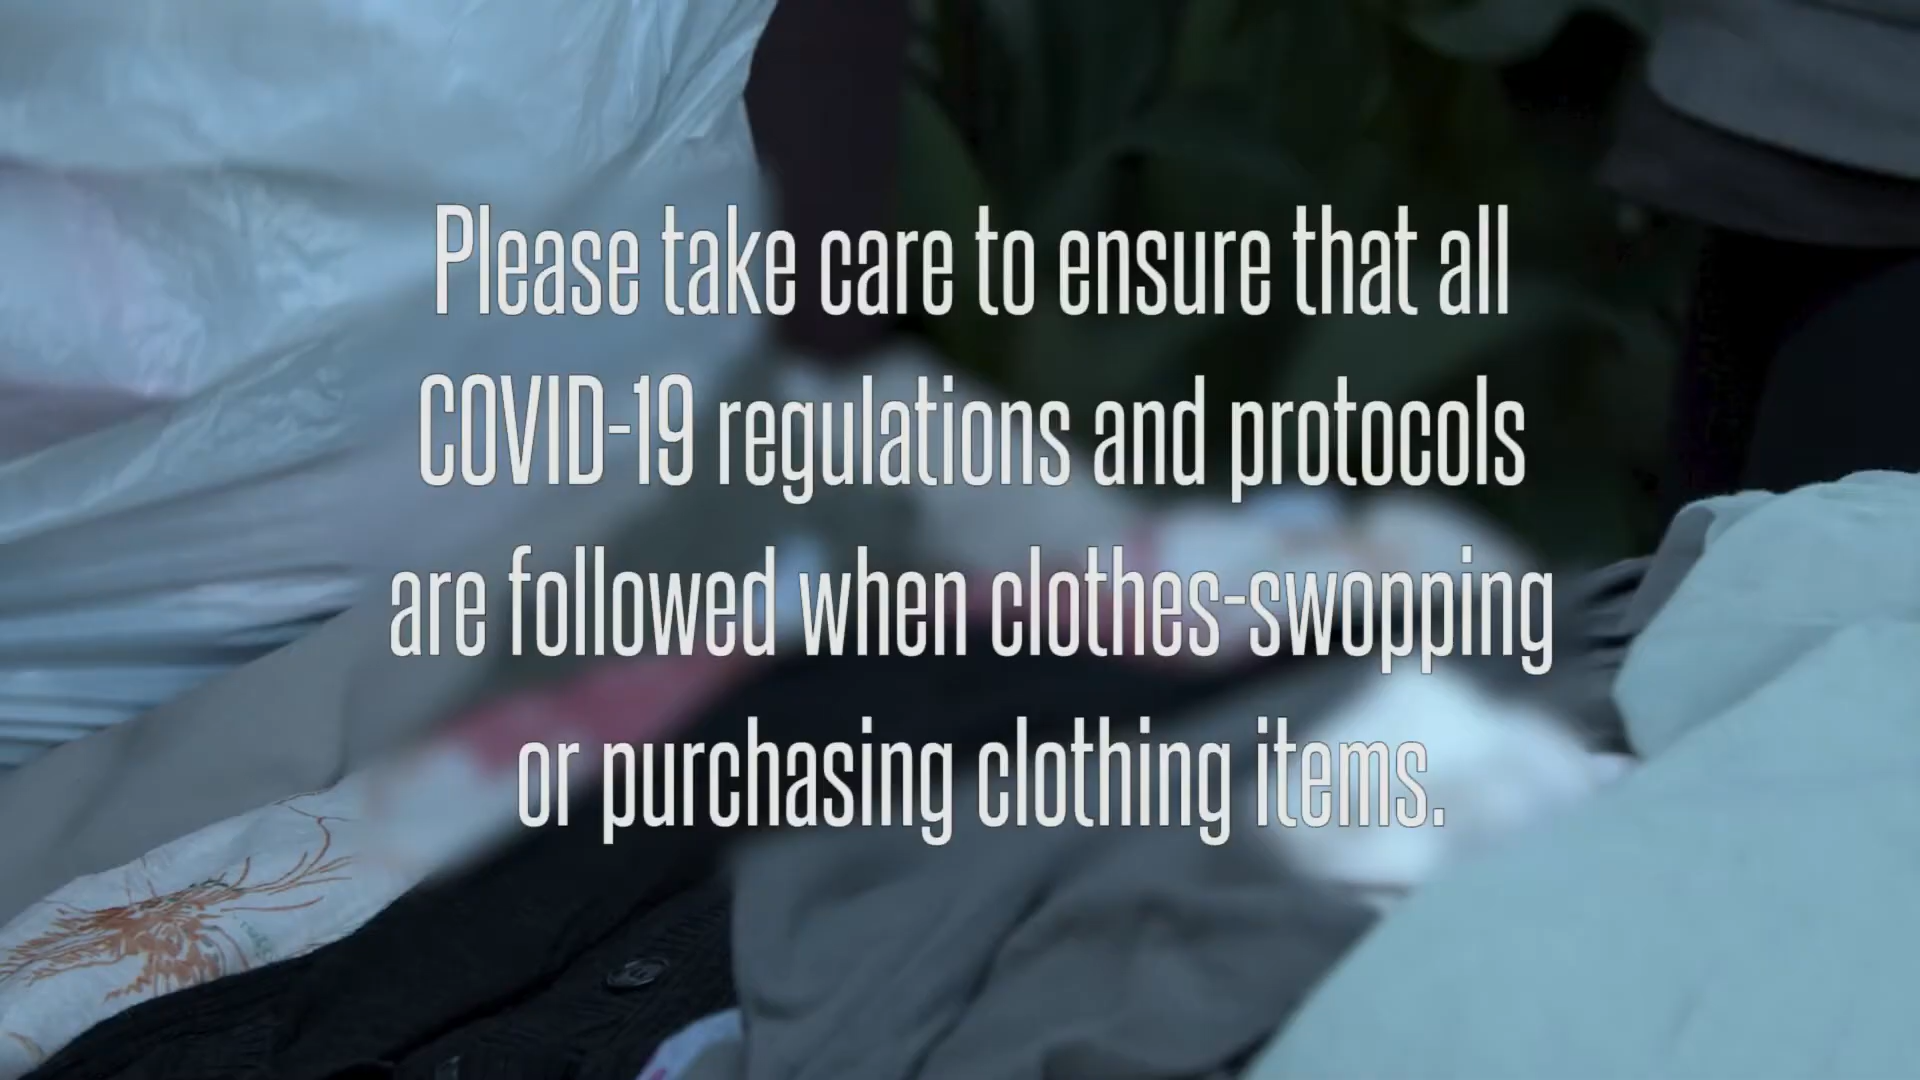 Please take care to ensure that all
COVID-19 regulations and protocols
are followed when clothes-swopping
or purchasing clothing items.